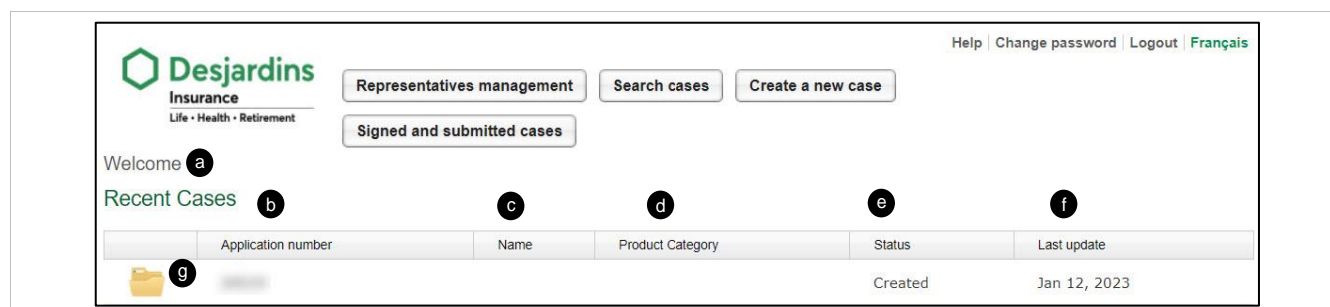 Help | Change password | Logout | Français
Desjardins
Insurance
Life • Health • Retirement
Representatives management Search cases Create a new case
Signed and submitted cases
Welcome a
Recent Cases b c d e f
Application number Name Product Category Status Last update
g Created Jan 12, 2023